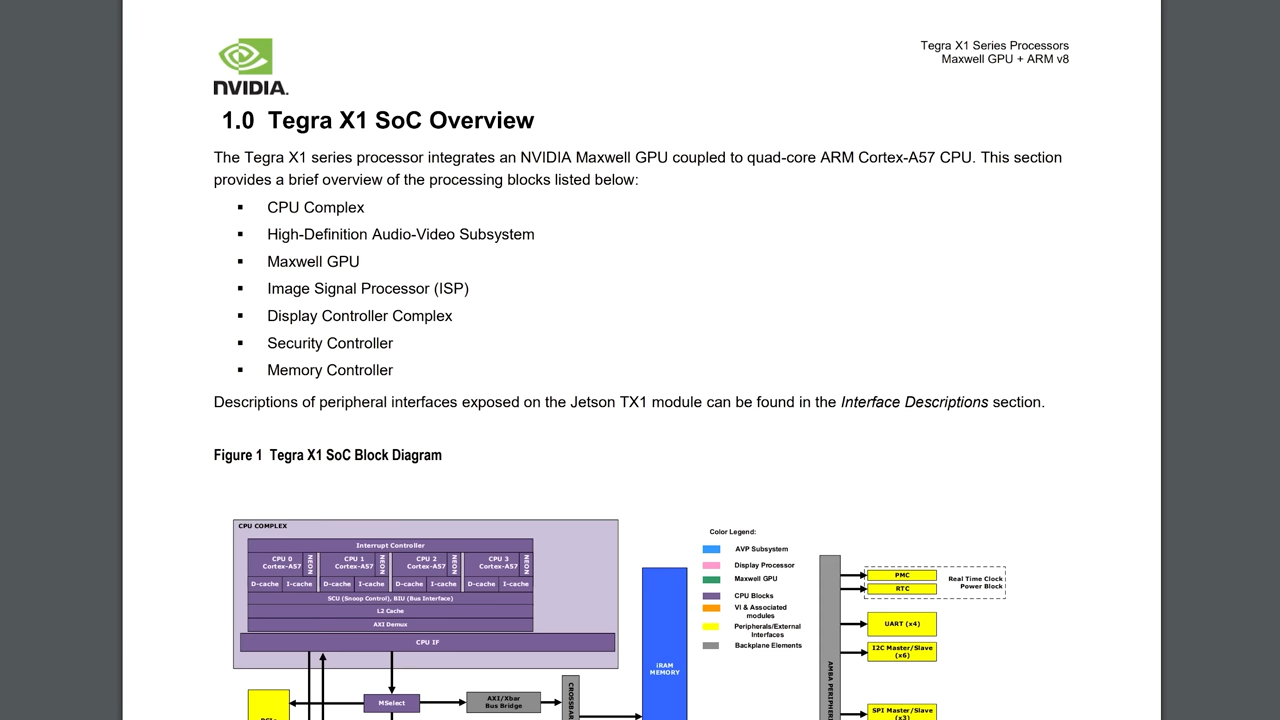 NVIDIA.
Tegra X1 Series Processors
Maxwell GPU + ARM v8
1.0 Tegra X1 SoC Overview
The Tegra X1 series processor integrates an NVIDIA Maxwell GPU coupled to quad-core ARM Cortex-A57 CPU. This section
provides a brief overview of the processing blocks listed below:
▪ CPU Complex
▪ High-Definition Audio-Video Subsystem
▪ Maxwell GPU
▪ Image Signal Processor (ISP)
▪ Display Controller Complex
▪ Security Controller
▪ Memory Controller
Descriptions of peripheral interfaces exposed on the Jetson TX1 module can be found in the Interface Descriptions section.
Figure 1 Tegra X1 SoC Block Diagram
CPU COMPLEX
Interrupt Controller
CPU 0
Cortex-A57
NEON
CPU 1
Cortex-A57
NEON
CPU 2
Cortex-A57
NEON
CPU 3
Cortex-A57
NEON
D-cache I-cache D-cache I-cache D-cache I-cache D-cache I-cache
SCU (Snoop Control), BIU (Bus Interface)
L2 Cache
AXI Demux
CPU IF
MSelect
AXI/Xbar
Bus Bridge
CROSSBAR
iRAM
MEMORY
Color Legend:
AVP Subsystem
Display Processor
Maxwell GPU
CPU Blocks
VI & Associated
modules
Peripherals/External
Interfaces
Backplane Elements
AMBA
PMC
RTC
Real Time Clock
Power Block
UART (x4)
I2C Master/Slave
(x6)
SPI Master/Slave
(x3)